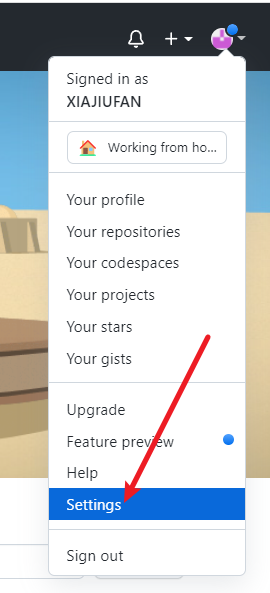 Signed in as
XIAJIUFAN
Working from ho...
Your profile
Your repositories
Your codespaces
Your projects
Your stars
Your gists
Upgrade
Feature preview
Help
Settings
Sign out